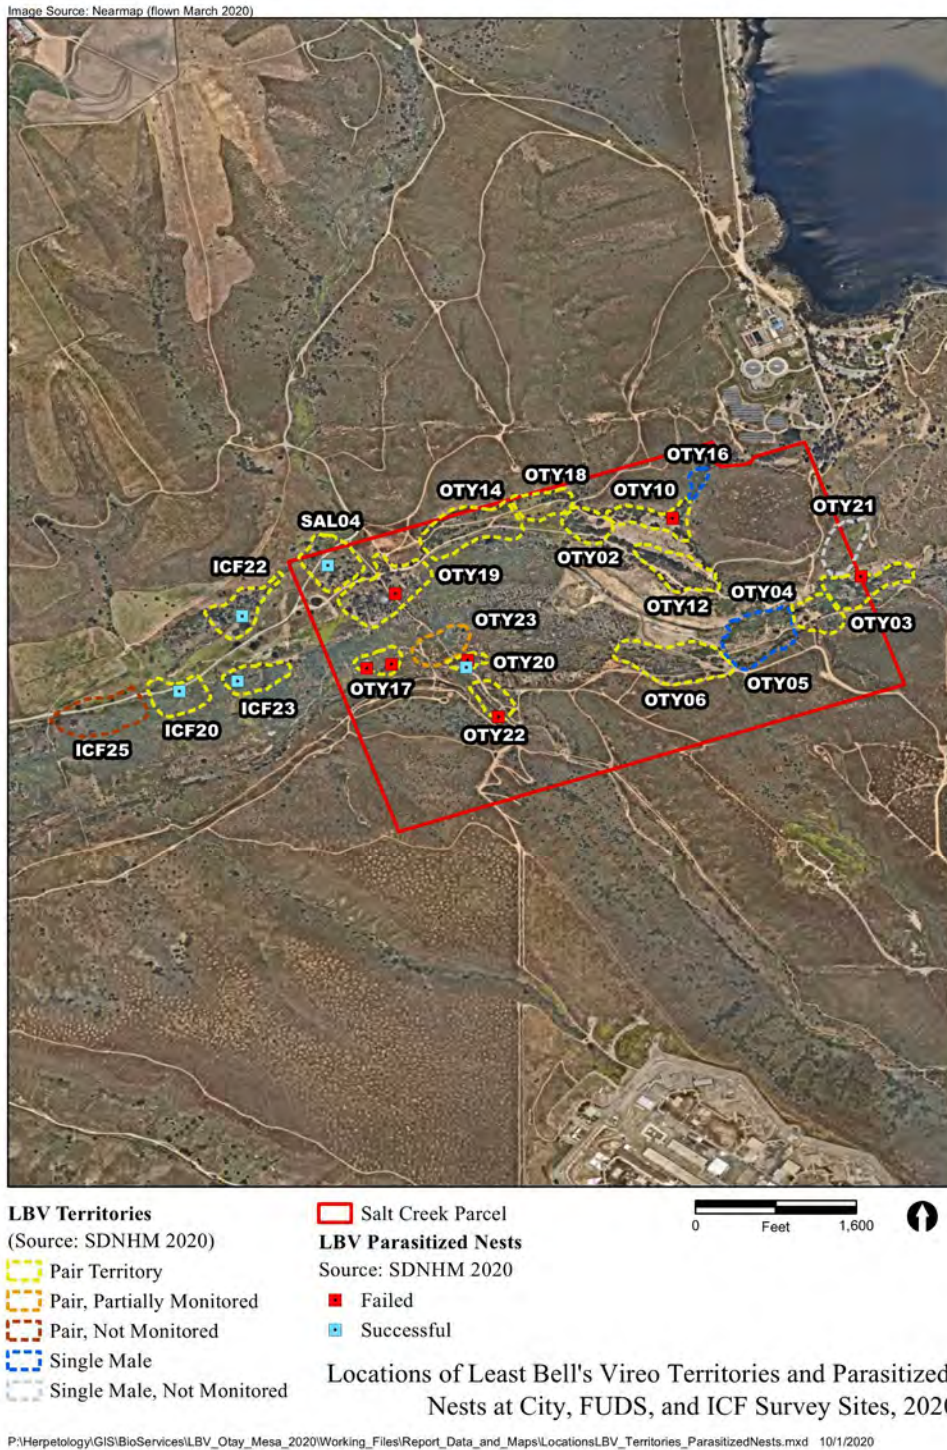 Image Source: Nearmap (flown March 2020)
OTY16
OTY18
OTY14
OTY10
OTY21
SAL04
OTY02
ICF22
OTY19
OTY12
OTY04
OTY23
OTY03
OTY20
OTY17
OTY05
OTY06
ICF23
ICF20
OTY22
ICF25
LBV Territories
(Source: SDNHM 2020)
Pair Territory
Pair, Partially Monitored
Pair, Not Monitored
Single Male
Single Male, Not Monitored
Salt Creek Parcel
LBV Parasitized Nests
Source: SDNHM 2020
Failed
Successful
0 Feet 1,600
Locations of Least Bell's Vireo Territories and Parasitized
Nests at City, FUDS, and ICF Survey Sites, 202
P:\Herpetology\GIS\BioServices\LBV_Otay_Mesa_2020\Working_Files\Report_Data_and_Maps\LocationsLBV_Territories_ParasitizedNests.mxd 10/1/2020